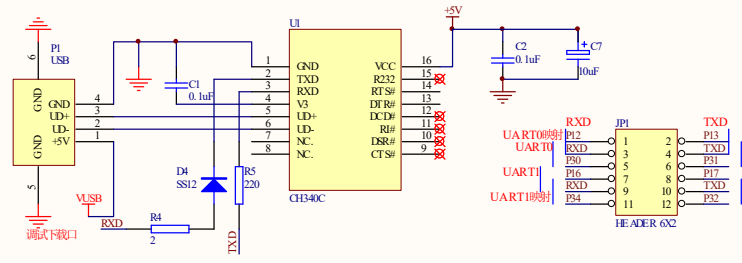 P1
USB
6
GND
GND
UD+
UD-
+5V
GND
4
3
2
1
5
调试下载口
VUSB
RXD
R4
2
C1
0.1uF
D4
SS12
R5
220
TXD
U1
1 GND VCC 16
2 TXD R232 15
3 RXD RTS# 14
4 V3 DTR# 13
5 UD+ DCD# 12
6 UD- RI# 11
7 NC. DSR# 10
8 NC. CTS# 9
CH340C
+5V
C2
0.1uF
C7
+
10uF
RXD JP1 TXD
UART0映射 P12 1 2 P13
UART0 RXD 3 4 TXD
P30 5 6 P31
UART1 P16 7 8 P17
RXD 9 10 TXD
UART1映射 P34 11 12 P32
HEADER 6X2